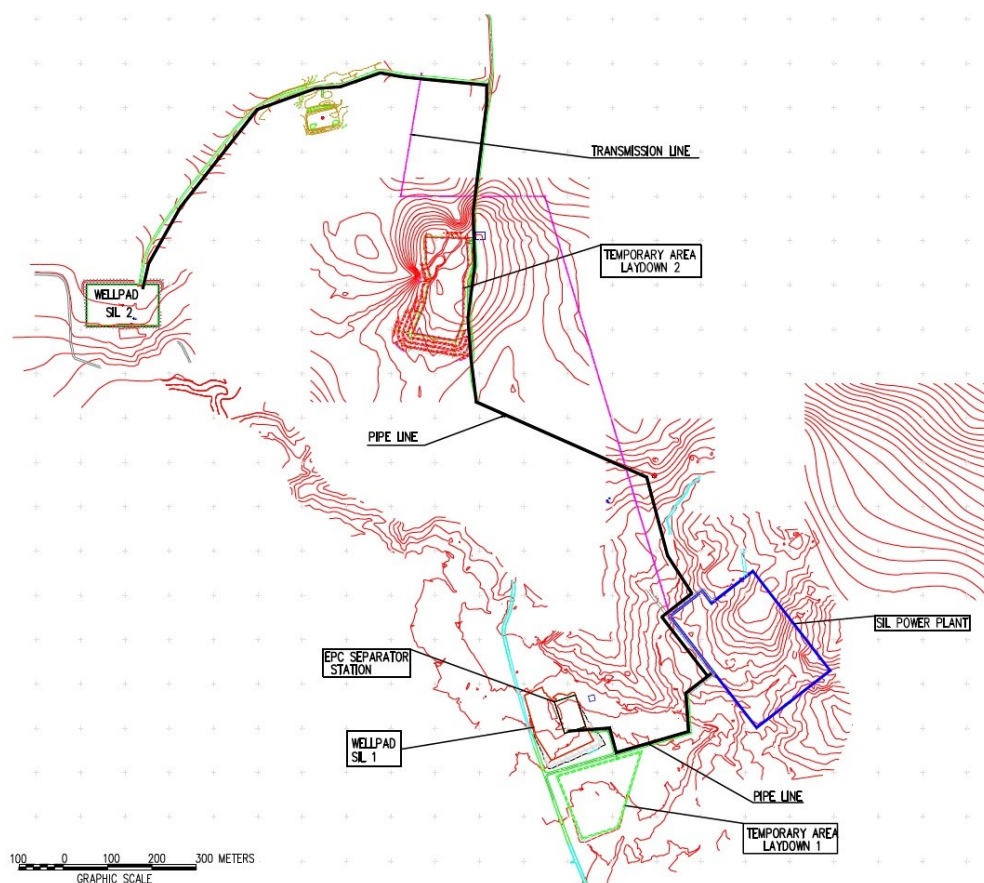 TRANSMISSION LINE
TEMPORARY AREA
LAYDOWN 2
WELLPAD
SIL 2
PIPE LINE
SIL POWER PLANT
EPC SEPARATOR
STATION
WELLPAD
SIL 1
PIPE LINE
TEMPORARY AREA
LAYDOWN 1
100 0 100 200 300 METERS
GRAPHIC SCALE